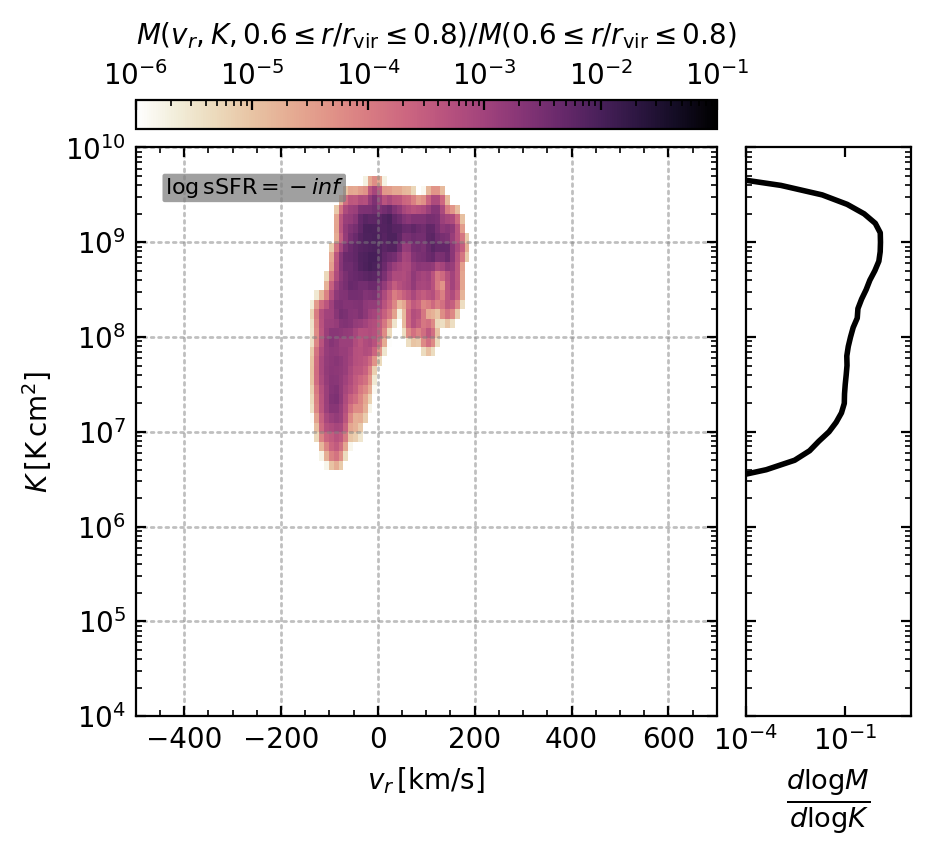 M(v_r, K, 0.6 ≤ r/r_vir ≤ 0.8)/M(0.6 ≤ r/r_vir ≤ 0.8)
10^−6 10^−5 10^−4 10^−3 10^−2 10^−1
10^10
log sSFR = −inf
10^9
10^8
10^7
K [K cm^2]
10^6
10^5
10^4
−400 −200 0 200 400 600 10^−4 10^−1
v_r [km/s]
dlogM
dlogK